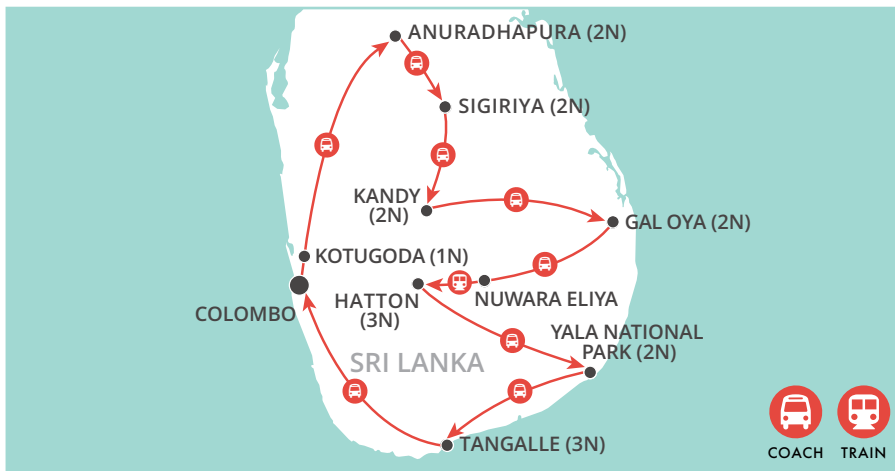 ANURADHAPURA (2N)
SIGIRIYA (2N)
KANDY
(2N)
GAL OYA (2N)
KOTUGODA (1N)
COLOMBO
HATTON
(3N)
NUWARA ELIYA
YALA NATIONAL
PARK (2N)
SRI LANKA
TANGALLE (3N)
COACH
TRAIN